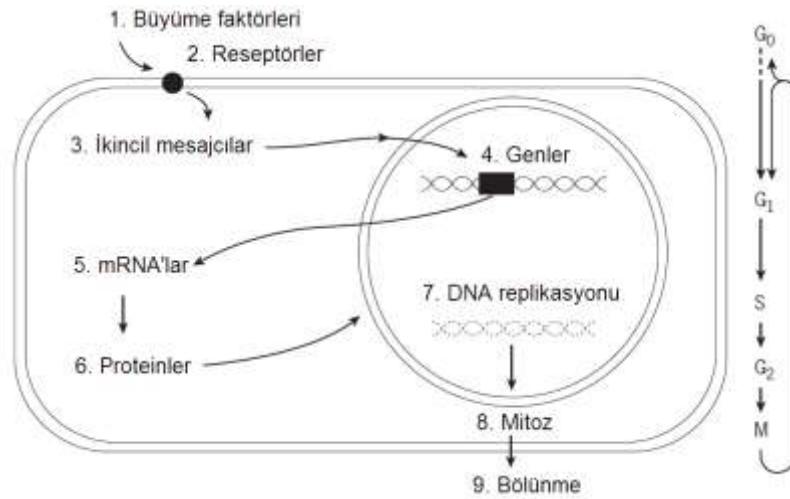 1. Büyüme faktörleri
2. Reseptörler
3. İkincil mesajcılar
4. Genler
5. mRNA'lar
6. Proteinler
7. DNA replikasyonu
8. Mitoz
9. Bölünme
G0
G1
S
G2
M